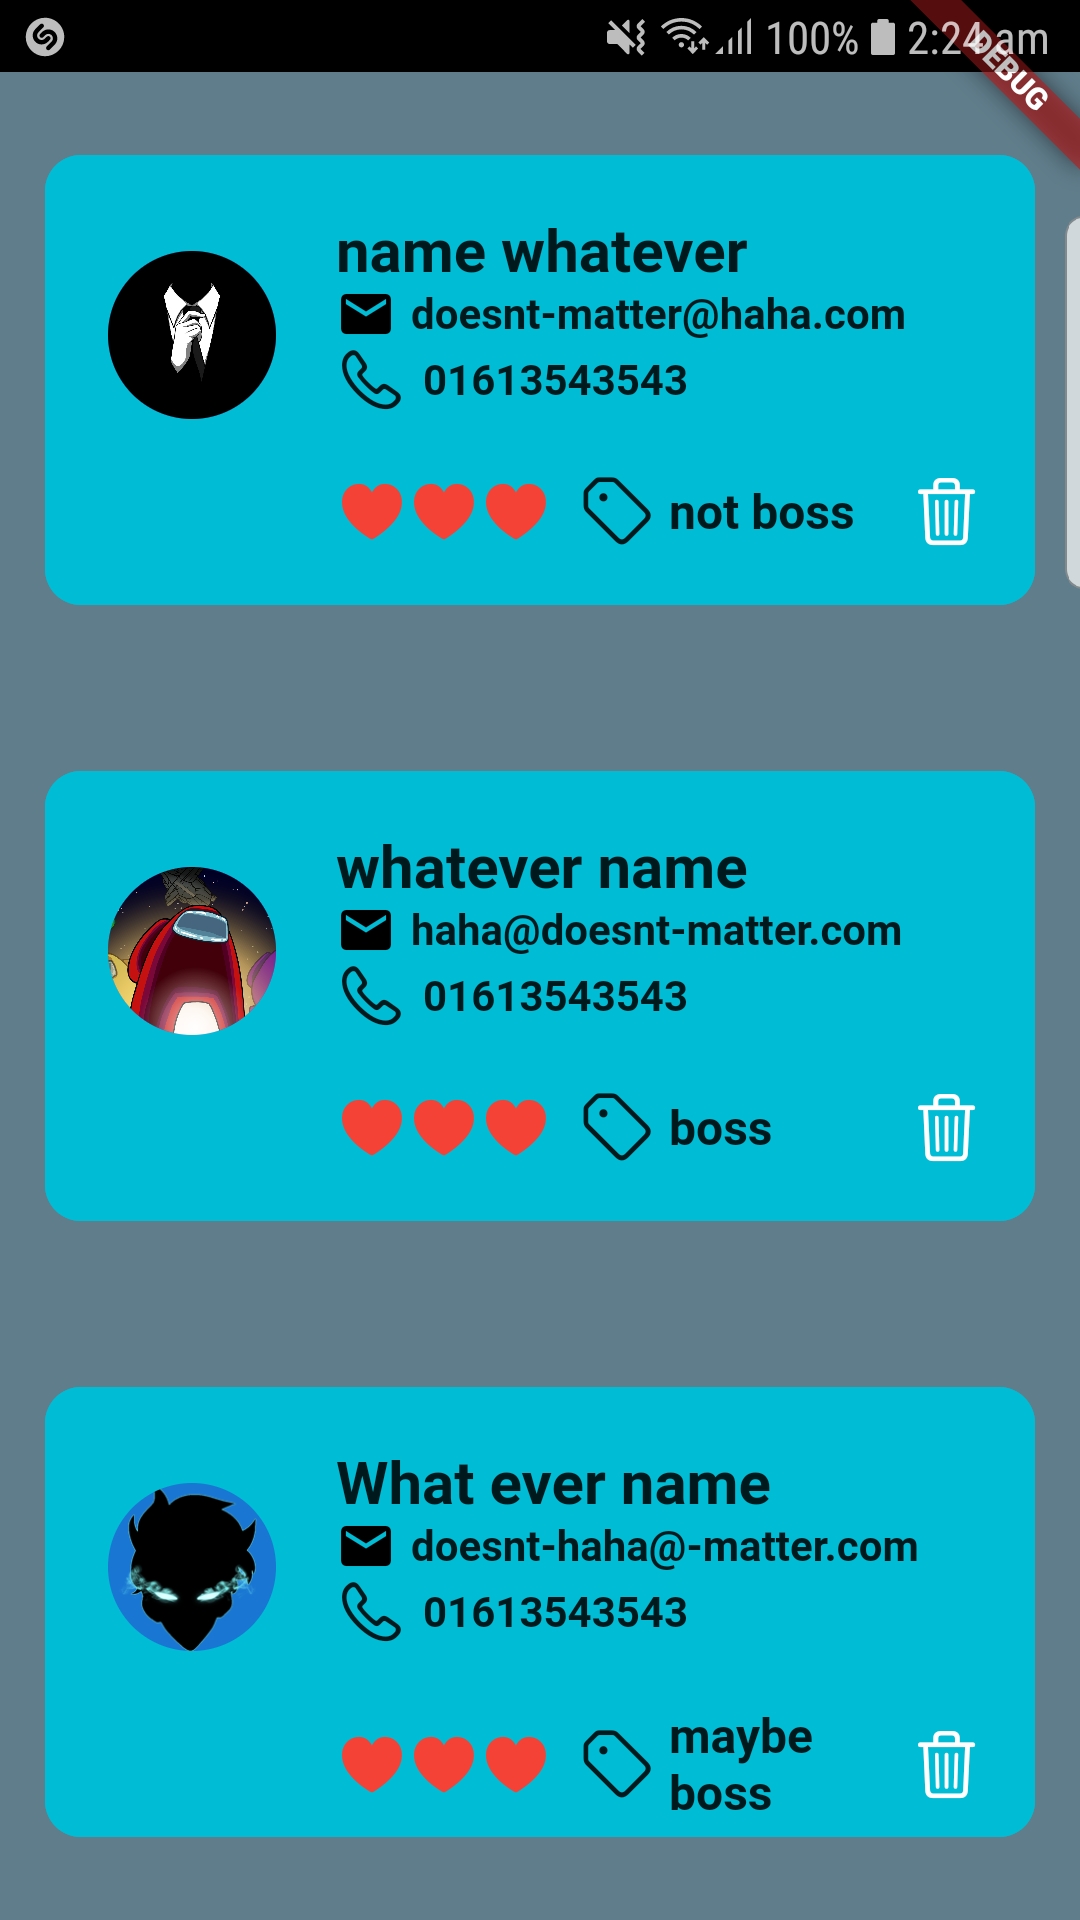 100% 2:24 am
DEBUG
name whatever
doesnt-matter@haha.com
01613543543
not boss
whatever name
haha@doesnt-matter.com
01613543543
boss
What ever name
doesnt-haha@-matter.com
01613543543
maybe
boss